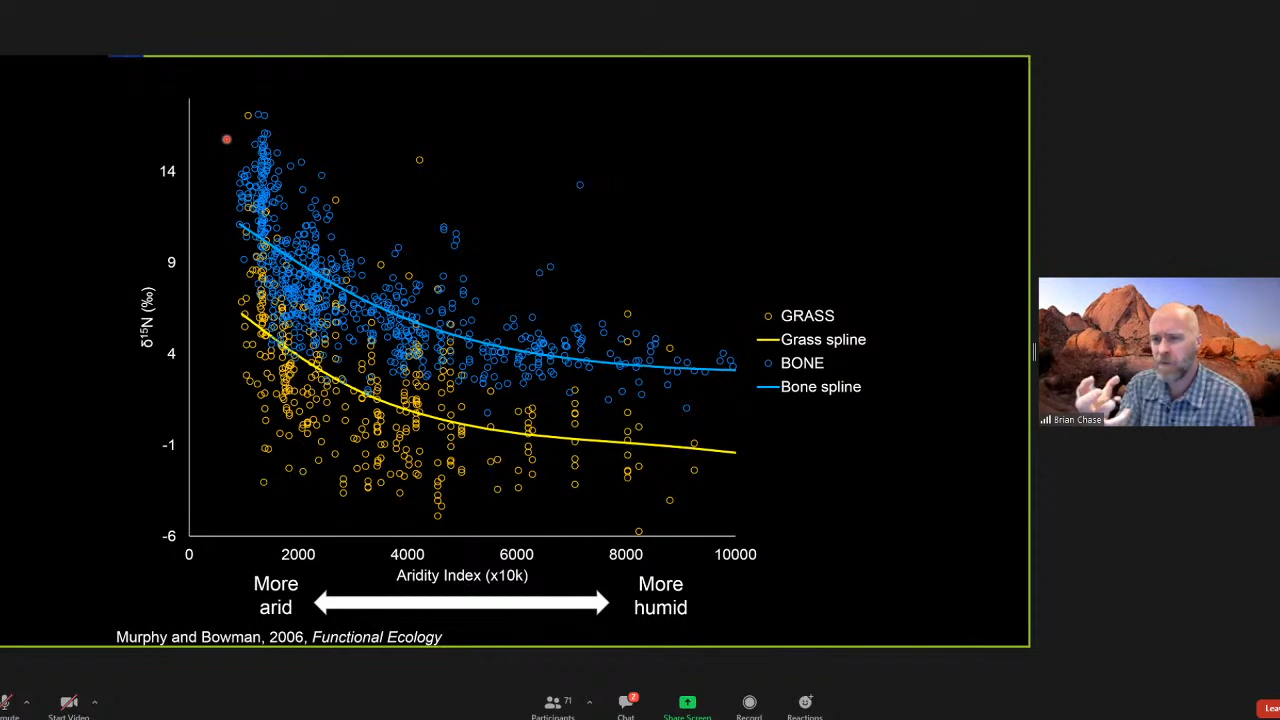 14
9
4
-1
-6
δ15N (‰)
0 2000 4000 6000 8000 10000
Aridity Index (x10k)
More
arid
More
humid
GRASS
Grass spline
BONE
Bone spline
Murphy and Bowman, 2006, Functional Ecology
Brian Chase
Start Video
71
Participants
2
Chat
Share Screen
Record
Reactions